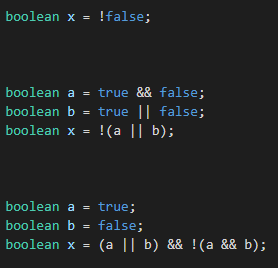 boolean x = !false;
boolean a = true && false;
boolean b = true || false;
boolean x = !(a || b);
boolean a = true;
boolean b = false;
boolean x = (a || b) && !(a && b);